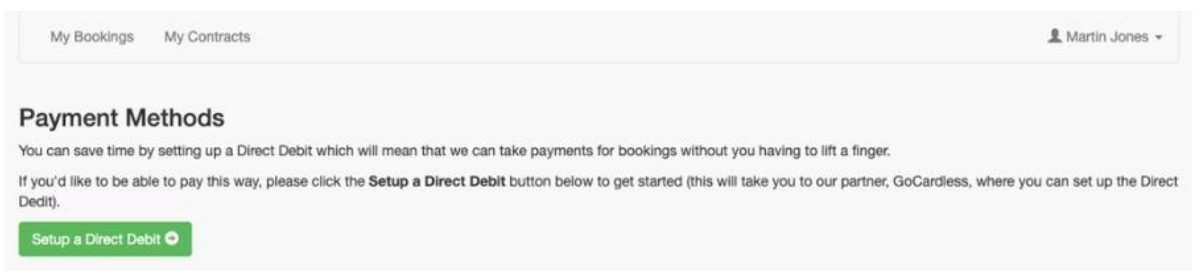 My Bookings My Contracts Martin Jones
Payment Methods
You can save time by setting up a Direct Debit which will mean that we can take payments for bookings without you having to lift a finger.
If you'd like to be able to pay this way, please click the Setup a Direct Debit button below to get started (this will take you to our partner, GoCardless, where you can set up the Direct
Dedit).
Setup a Direct Debit